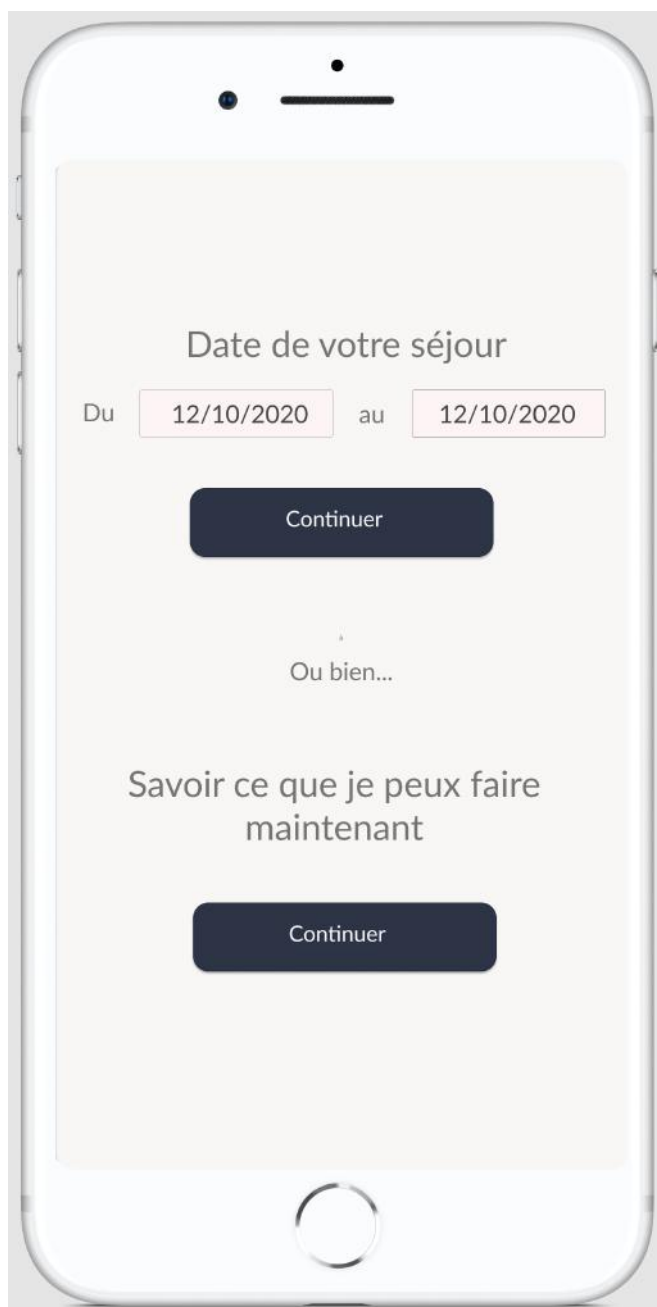 Date de votre séjour
Du 12/10/2020 au 12/10/2020
Continuer
Ou bien...
Savoir ce que je peux faire
maintenant
Continuer